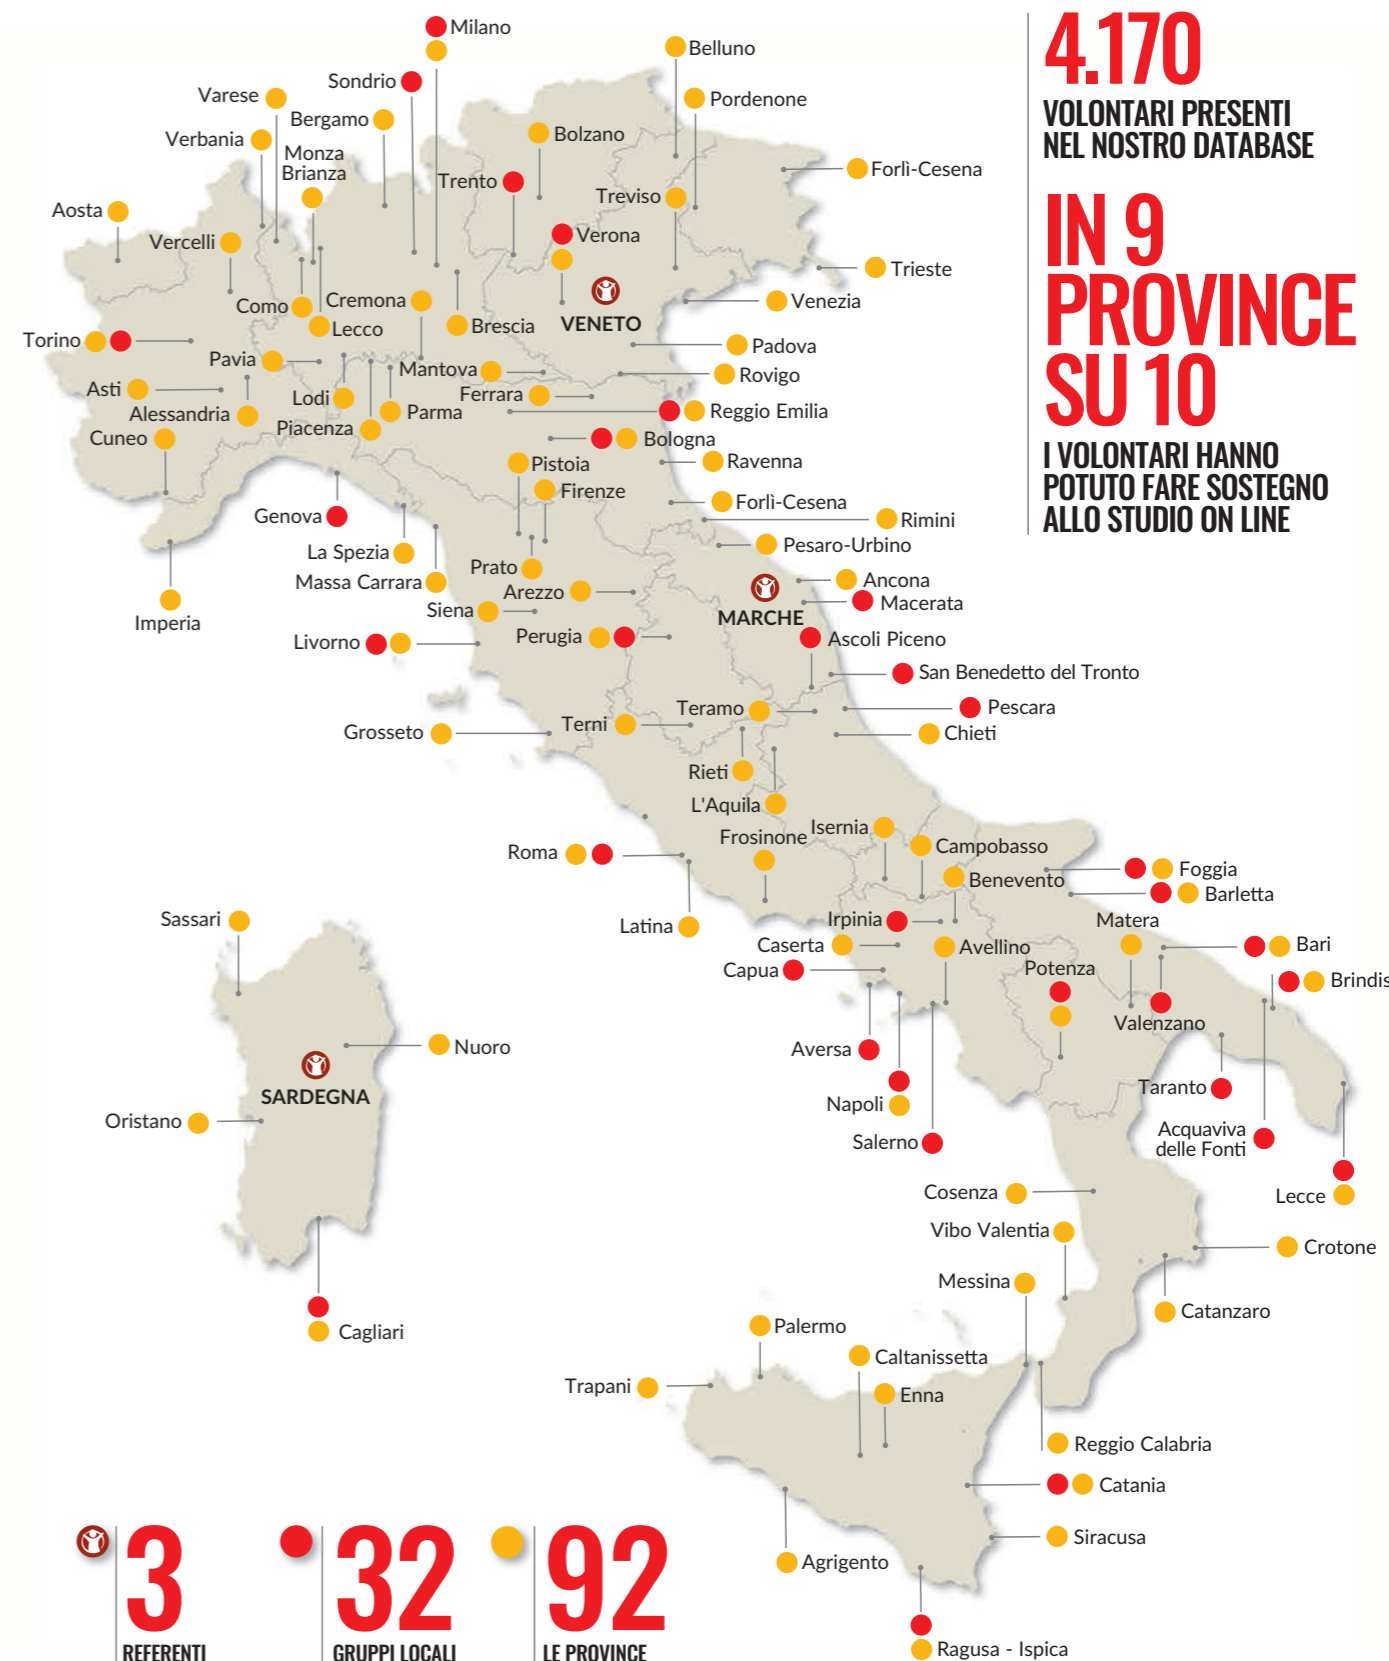 4.170
VOLONTARI PRESENTI
NEL NOSTRO DATABASE
IN 9
PROVINCE
SU 10
I VOLONTARI HANNO
POTUTO FARE SOSTEGNO
ALLO STUDIO ON LINE
Milano
Belluno
Sondrio
Varese
Pordenone
Bergamo
Bolzano
Verbania
Monza
Brianza
Forlì-Cesena
Trento
Treviso
Aosta
Vercelli
Verona
Trieste
Cremona
Venezia
Como
Lecco
Brescia
VENETO
Torino
Padova
Pavia
Mantova
Rovigo
Asti
Lodi
Ferrara
Alessandria
Parma
Reggio Emilia
Piacenza
Cuneo
Bologna
Pistoia
Ravenna
Firenze
Forlì-Cesena
Genova
Rimini
La Spezia
Pesaro-Urbino
Prato
Massa Carrara
Ancona
Arezzo
Macerata
Siena
MARCHE
Imperia
Livorno
Perugia
Ascoli Piceno
San Benedetto del Tronto
Teramo
Pescara
Terni
Grosseto
Chieti
Rieti
L'Aquila
Isernia
Frosinone
Campobasso
Roma
Foggia
Benevento
Barletta
Sassari
Latina
Irpinia
Matera
Caserta
Avellino
Bari
Capua
Potenza
Brindis
Valenzano
Nuoro
Aversa
SARDEGNA
Taranto
Napoli
Oristano
Acquaviva
delle Fonti
Salerno
Cosenza
Lecce
Vibo Valentia
Crotone
Messina
Catanzaro
Palermo
Cagliari
Caltanissetta
Trapani
Enna
Reggio Calabria
Catania
Siracusa
Agrigento
Ragusa - Ispica
3
REFERENTI
32
GRUPPI LOCALI
92
LE PROVINCE